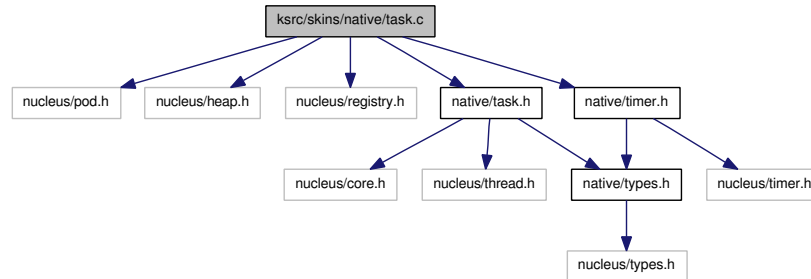 ksrc/skins/native/task.c
nucleus/pod.h
nucleus/heap.h
nucleus/registry.h
native/task.h
native/timer.h
nucleus/core.h
nucleus/thread.h
native/types.h
nucleus/timer.h
nucleus/types.h